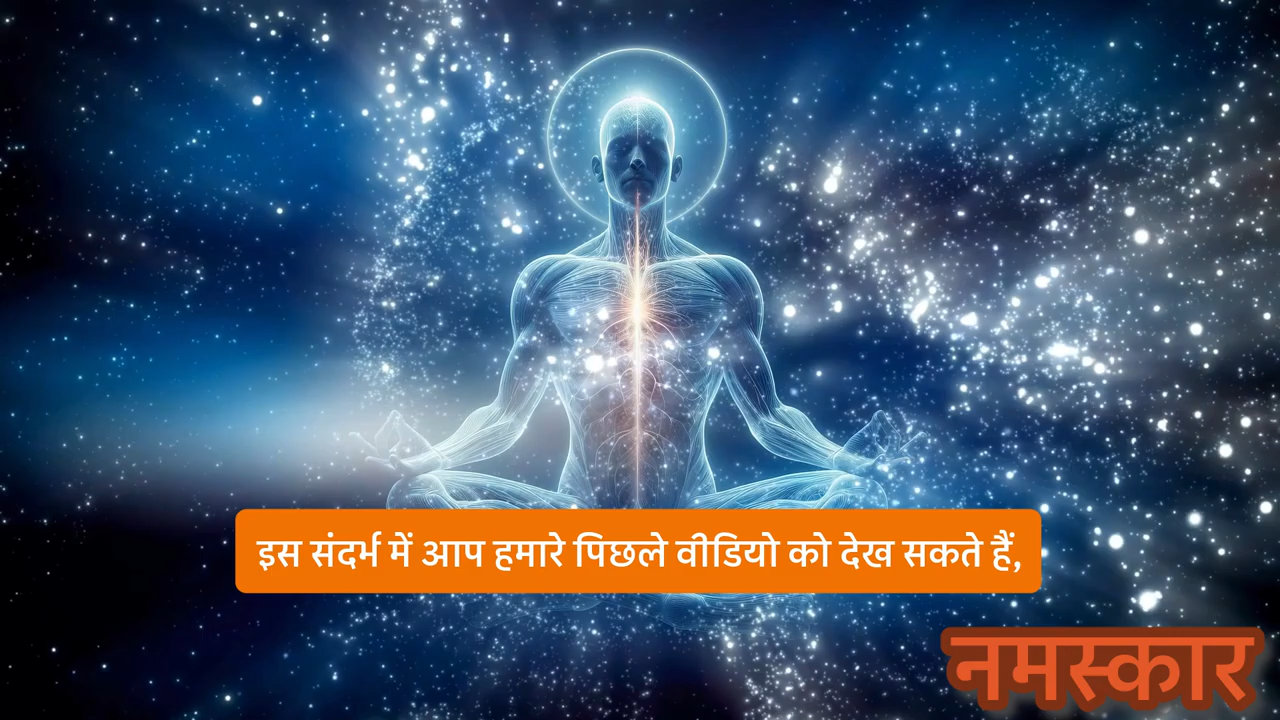 इस संदर्भ में आप हमारे पिछले वीडियो को देख सकते हैं,
नमस्कार